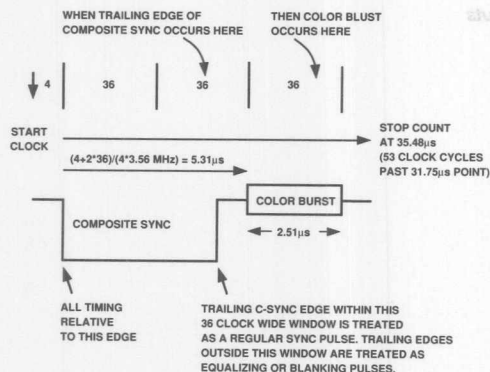 WHEN TRAILING EDGE OF
COMPOSITE SYNC OCCURS HERE
THEN COLOR BLUST
OCCURS HERE
4
36
36
36
START
CLOCK
STOP COUNT
AT 35.48µs
(53 CLOCK CYCLES
PAST 31.75µs POINT)
(4+2*36)/(4*3.56 MHz) = 5.31µs
COMPOSITE SYNC
COLOR BURST
2.51µs
ALL TIMING
RELATIVE
TO THIS EDGE
TRAILING C-SYNC EDGE WITHIN THIS
36 CLOCK WIDE WINDOW IS TREATED
AS A REGULAR SYNC PULSE. TRAILING EDGES
OUTSIDE THIS WINDOW ARE TREATED AS
EQUALIZING OR BLANKING PULSES.